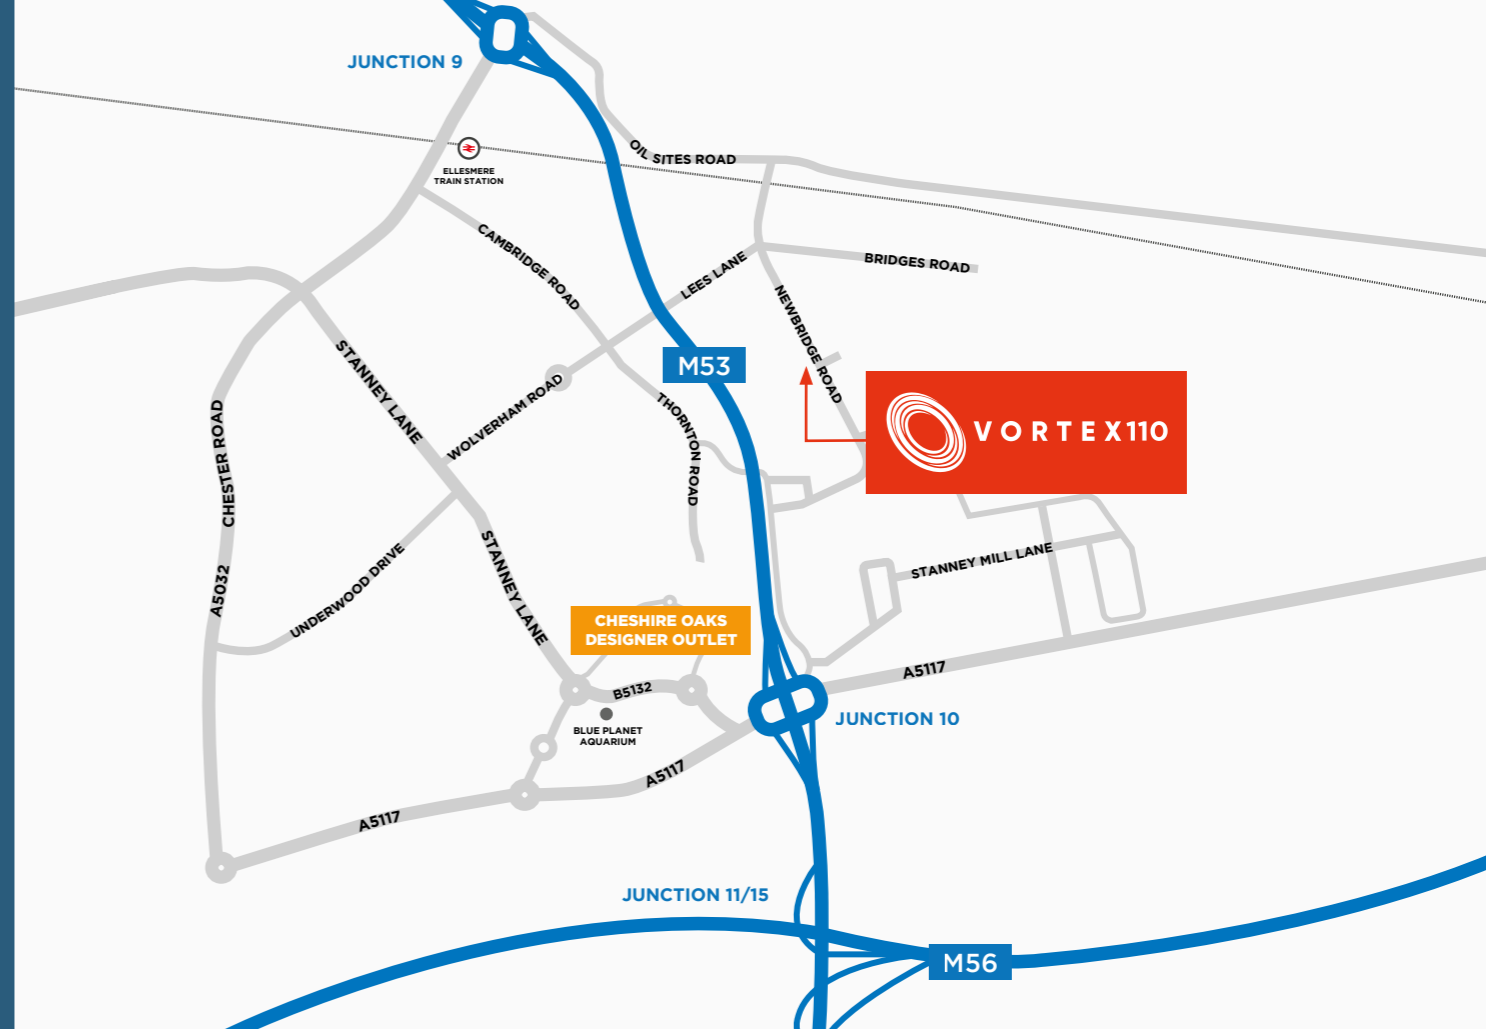 JUNCTION 9
OIL SITES ROAD
ELLESMERE
TRAIN STATION
CAMBRIDGE ROAD
LEES LANE
BRIDGES ROAD
NEWBRIDGE ROAD
M53
STANNEY LANE
WOLVERHAM ROAD
THORNTON ROAD
CHESTER ROAD
VORTEX110
A5032
UNDERWOOD DRIVE
STANNEY LANE
STANNEY MILL LANE
CHESHIRE OAKS
DESIGNER OUTLET
A5117
B5132
BLUE PLANET
AQUARIUM
JUNCTION 10
A5117
A5117
JUNCTION 11/15
M56